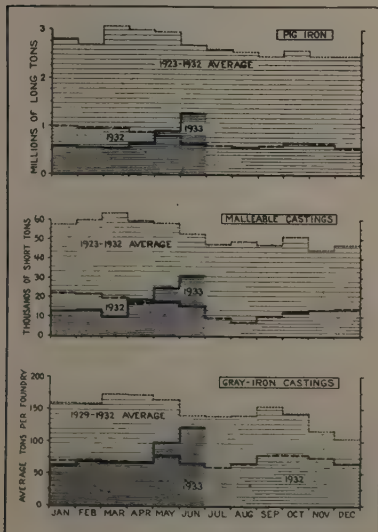 PIG IRON
MILLIONS OF LONG TONS
3
2
1
0
1923-1932 AVERAGE
1932
1933
MALLEABLE CASTINGS
THOUSANDS OF SHORT TONS
60
50
40
30
20
10
0
1923-1932 AVERAGE
1932
1933
GRAY-IRON CASTINGS
AVERAGE TONS PER FOUNDRY
200
150
100
50
0
1929-1932 AVERAGE
1933
1932
JAN FEB MAR APR MAY JUN JUL AUG SEP OCT NOV DEC